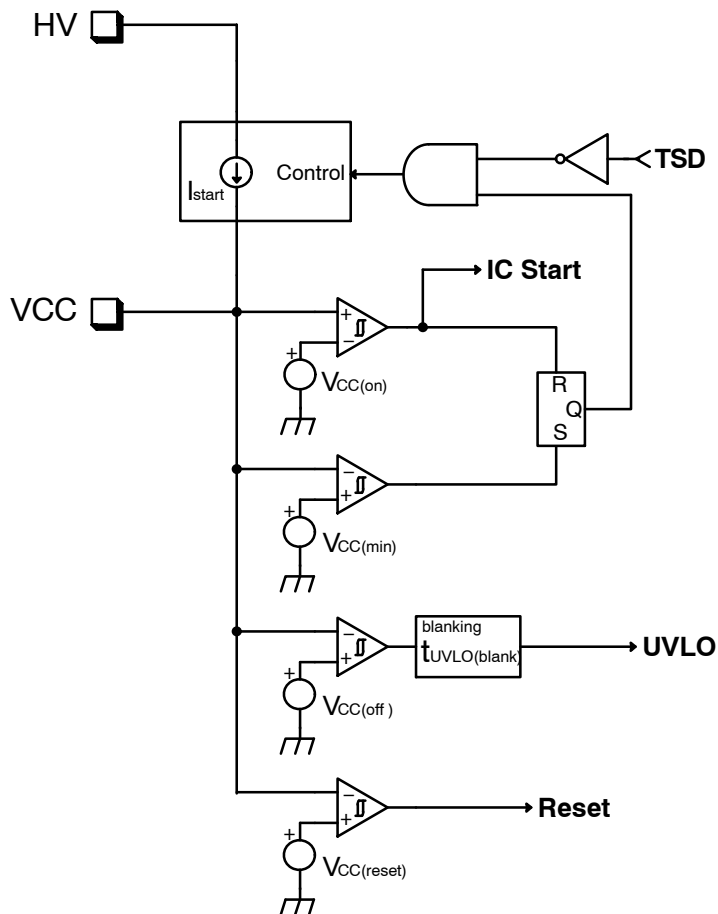 HV
Istart
Control
TSD
VCC
IC Start
+
−
+
VCC(on)
R
Q
S
−
+
+
VCC(min)
−
+
+
VCC(off )
blanking
tUVLO(blank)
UVLO
−
+
+
VCC(reset)
Reset